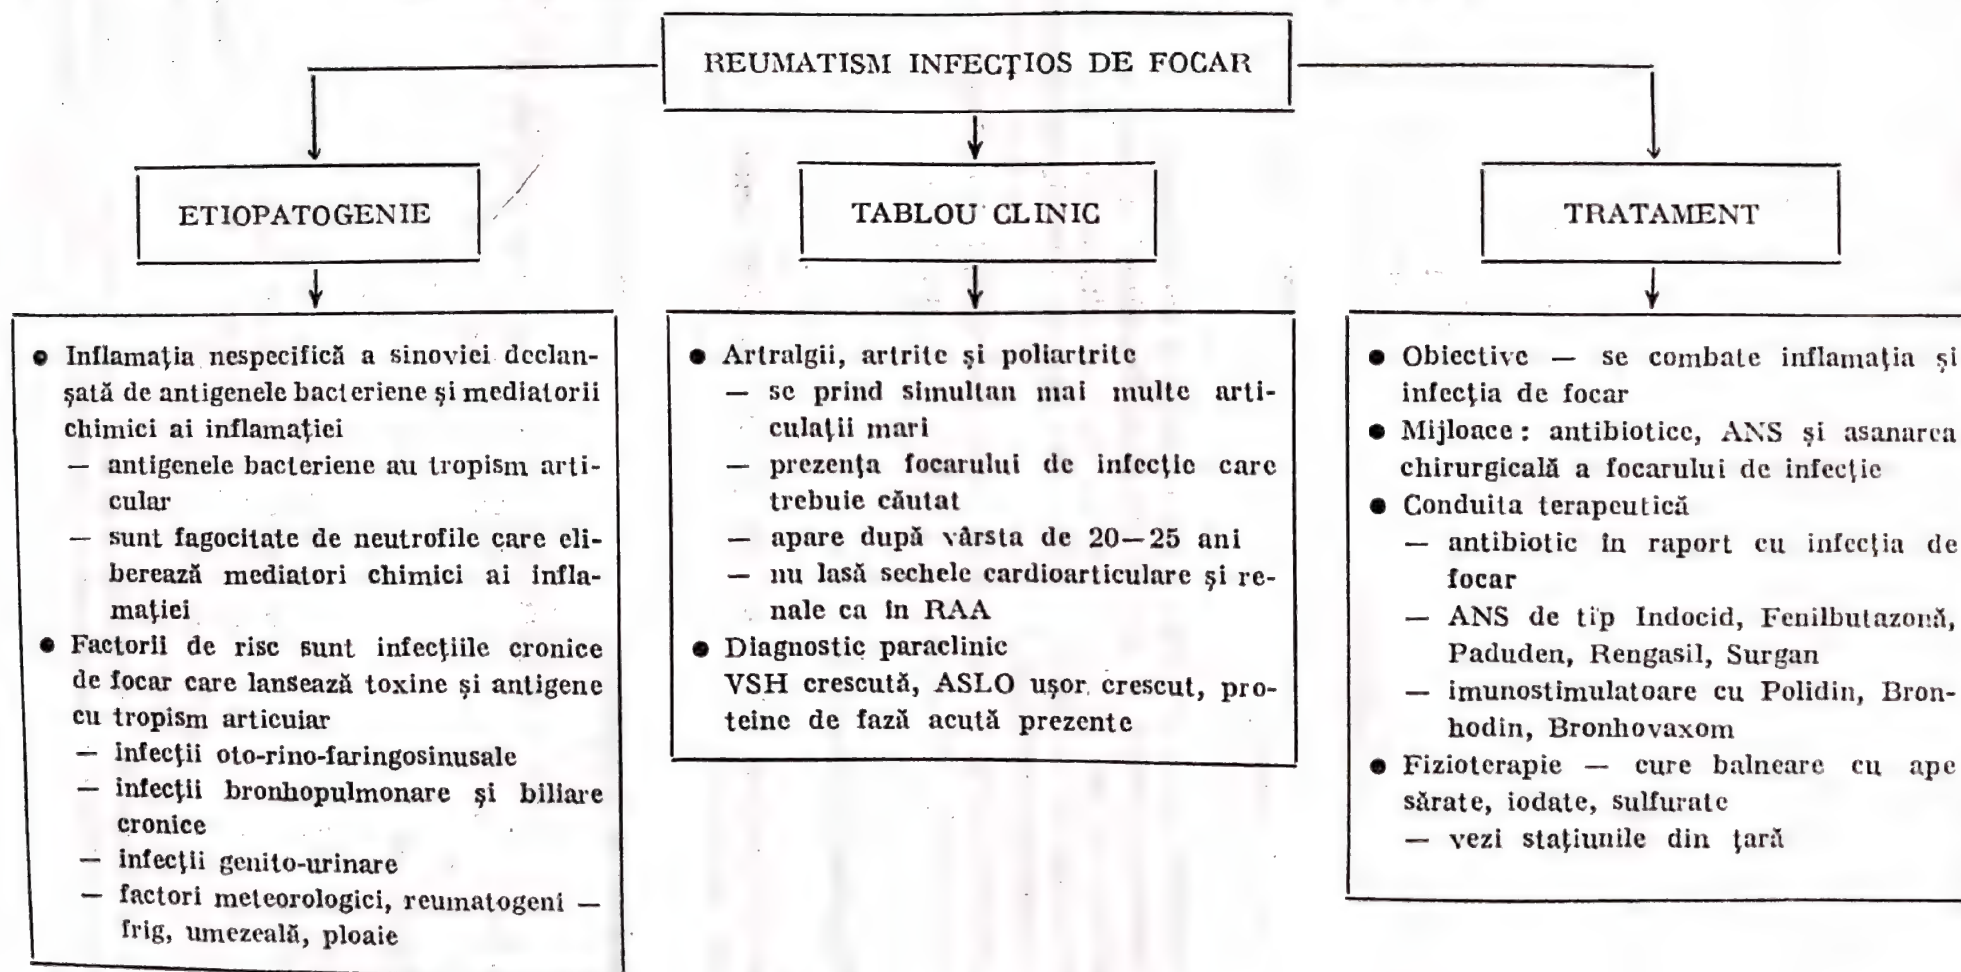 REUMATISM INFECȚIOS DE FOCAR
ETIOPATOGENIE
● Inflamația nespecifică a sinoviei declan-
șată de antigenele bacteriene și mediatorii
chimici ai inflamației
— antigenele bacteriene au tropism arti-
cular
— sunt fagocitate de neutrofile care eli-
berează mediatori chimici ai infla-
mației
● Factorii de risc sunt infecțiile cronice
de focar care lansează toxine și antigene
cu tropism articular
— infecții oto-rino-faringosinusale
— infecții bronhopulmonare și biliare
cronice
— infecții genito-urinare
— factori meteorologici, reumatogeni —
frig, umezeală, ploaie
TABLOU CLINIC
● Artralgii, artrite și poliartrite
— se prind simultan mai multe arti-
culații mari
— prezența focarului de infecție care
trebuie căutat
— apare după vârsta de 20—25 ani
— nu lasă sechele cardioarticulare și re-
nale ca în RAA
● Diagnostic paraclinic
VSH crescută, ASLO ușor crescut, pro-
teine de fază acută prezente
TRATAMENT
● Obiective — se combate inflamația și
infecția de focar
● Mijloace : antibiotice, ANS și asanarea
chirurgicală a focarului de infecție
● Conduita terapeutică
— antibiotic în raport cu infecția de
focar
— ANS de tip Indocid, Fenilbutazonă,
Paduden, Rengasil, Surgan
— imunostimulatoare cu Polidin, Bron-
hodin, Bronhovaxom
● Fizioterapie — cure balneare cu ape
sărate, iodate, sulfurate
— vezi stațiunile din țară